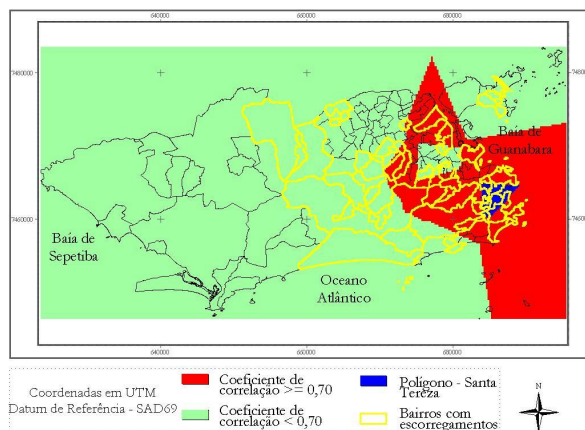 640000
660000
680000
7480000
7480000
Baía de
Guanabara
7460000
7460000
Baía de
Sepetiba
Oceano
Atlântico
640000
660000
680000
Coordenadas em UTM
Datum de Referência - SAD69
Coeficiente de
correlação >= 0,70
Coeficiente de
correlação < 0,70
Polígono - Santa
Tereza
Bairros com
escorregamentos
N